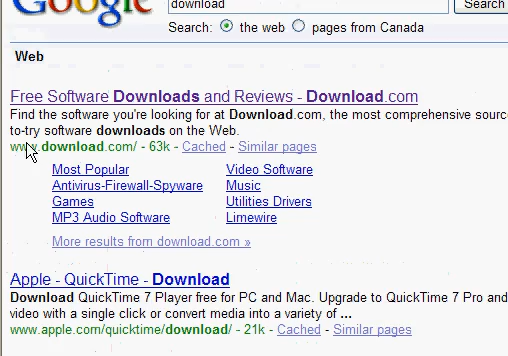 Google
download
Search
Search: the web pages from Canada
Web
Free Software Downloads and Reviews - Download.com
Find the software you're looking for at Download.com, the most comprehensive sourc
to-try software downloads on the Web.
www.download.com/ - 63k - Cached - Similar pages
Most Popular Video Software
Antivirus-Firewall-Spyware Music
Games Utilities Drivers
MP3 Audio Software Limewire
More results from download.com »
Apple - QuickTime - Download
Download QuickTime 7 Player free for PC and Mac. Upgrade to QuickTime 7 Pro and
video with a single click or convert media into a variety of ...
www.apple.com/quicktime/download/ - 21k - Cached - Similar pages